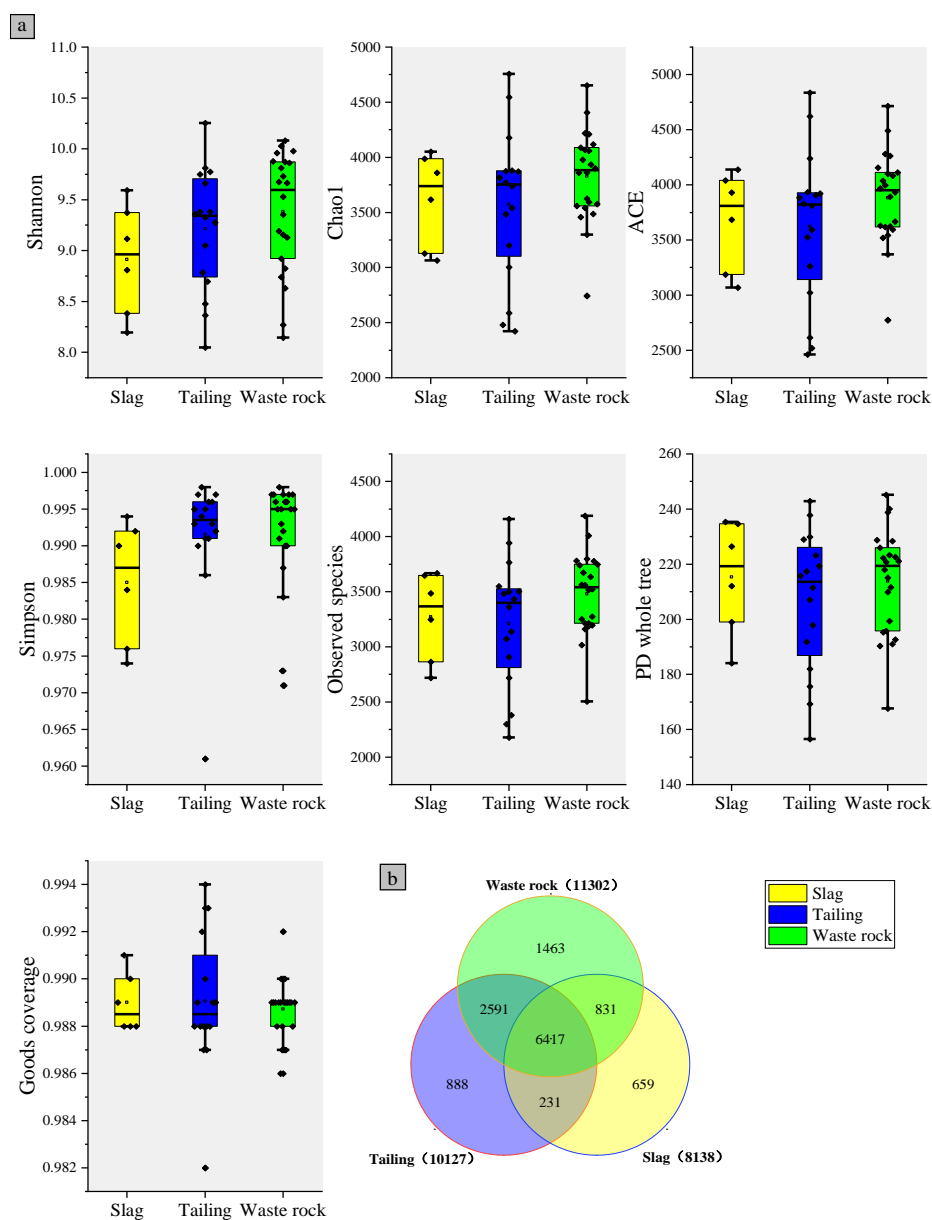 a
Shannon
11.0
10.5
10.0
9.5
9.0
8.5
8.0
Slag Tailing Waste rock
Chao1
5000
4500
4000
3500
3000
2500
2000
Slag Tailing Waste rock
ACE
5000
4500
4000
3500
3000
2500
Slag Tailing Waste rock
Simpson
1.000
0.995
0.990
0.985
0.980
0.975
0.970
0.965
0.960
Slag Tailing Waste rock
Observed species
4500
4000
3500
3000
2500
2000
Slag Tailing Waste rock
PD whole tree
260
240
220
200
180
160
140
Slag Tailing Waste rock
Goods coverage
0.994
0.992
0.990
0.988
0.986
0.984
0.982
Slag Tailing Waste rock
b
Waste rock（11302）
1463
2591
831
6417
888
231
659
Tailing（10127）
Slag（8138）
Slag
Tailing
Waste rock